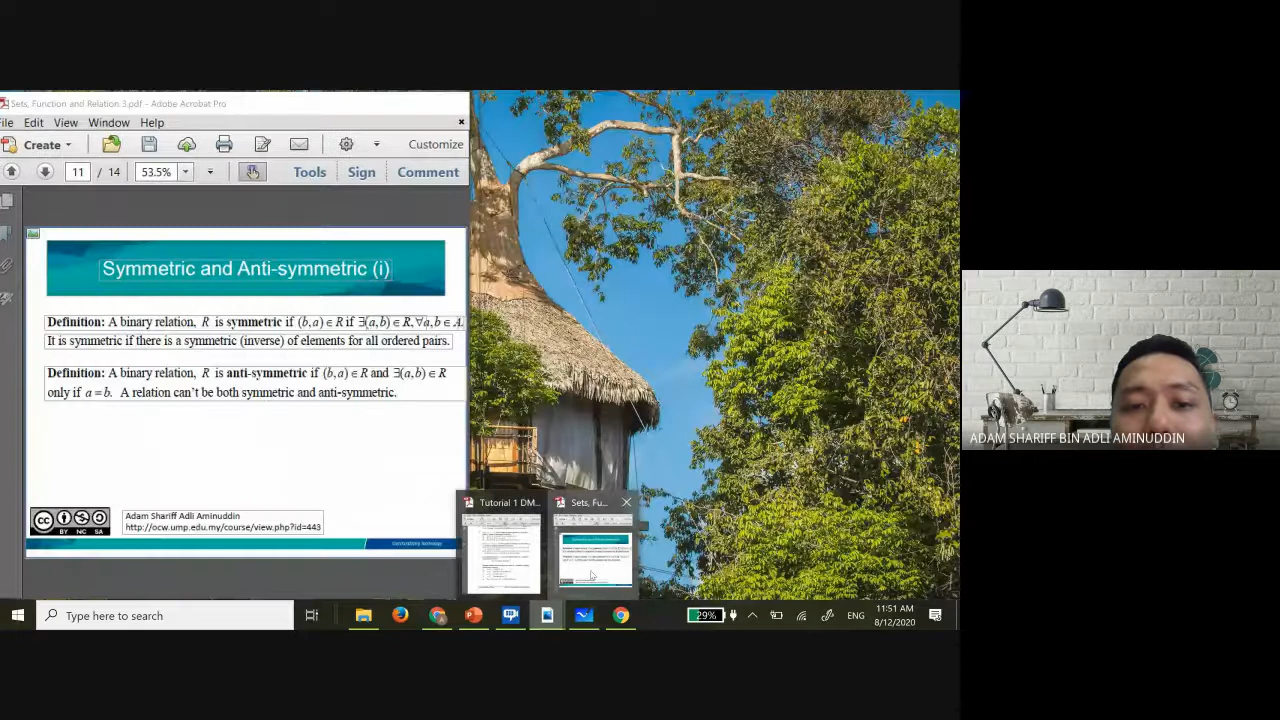 Sets, Function and Relation 3.pdf - Adobe Acrobat Pro
File Edit View Window Help
Create
Customize
11 / 14 53.5%
Tools Sign Comment
Symmetric and Anti-symmetric (i)
Definition: A binary relation, R is symmetric if (b,a)∈R if ∃(a,b)∈R,∀a,b∈A.
It is symmetric if there is a symmetric (inverse) of elements for all ordered pairs.
Definition: A binary relation, R is anti-symmetric if (b,a)∈R and ∃(a,b)∈R
only if a=b. A relation can't be both symmetric and anti-symmetric.
Adam Shariff Adli Aminuddin
http://ocw.ump.edu.my/course/view.php?id=443
CC BY NC SA
Tutorial 1 DM...
Sets, Fu...
Type here to search
29%
ENG
11:51 AM
8/12/2020
ADAM SHARIFF BIN ADLI AMINUDDIN